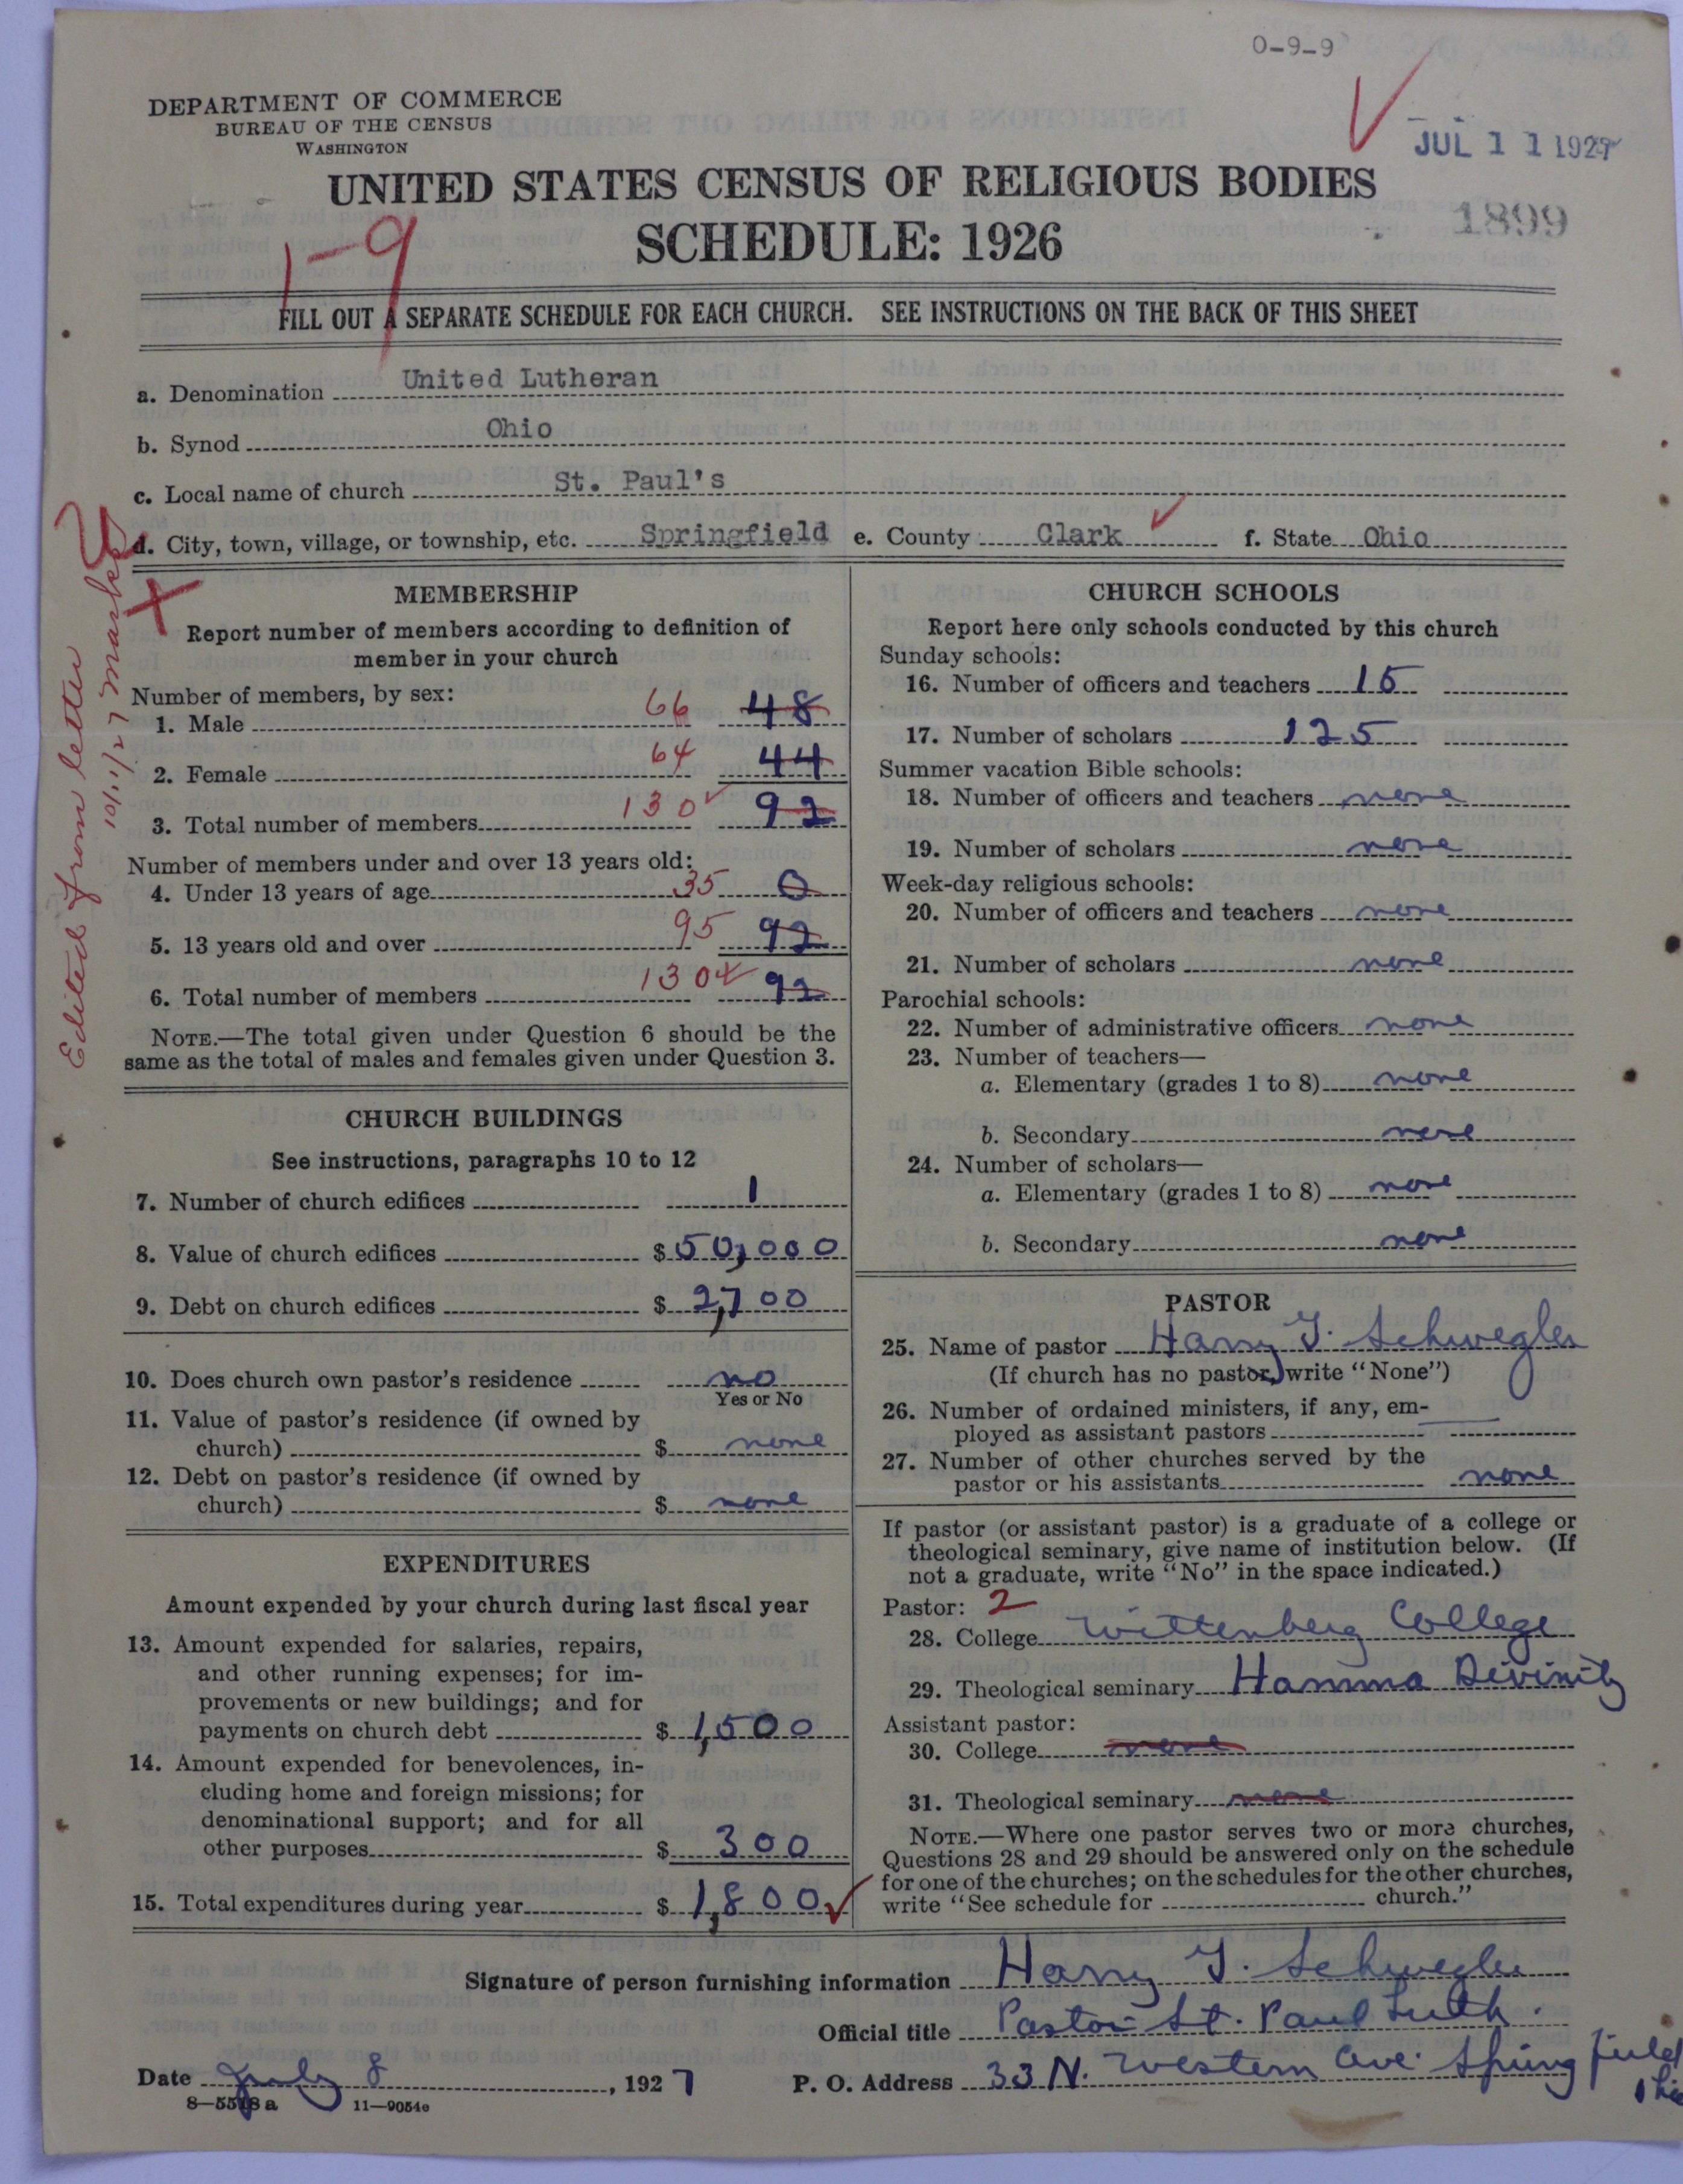 0-9-9
DEPARTMENT OF COMMERCE
BUREAU OF THE CENSUS
WASHINGTON
JUL 11 1927
UNITED STATES CENSUS OF RELIGIOUS BODIES
1899
SCHEDULE: 1926
1-9
FILL OUT A SEPARATE SCHEDULE FOR EACH CHURCH. SEE INSTRUCTIONS ON THE BACK OF THIS SHEET
a. Denomination United Lutheran
b. Synod Ohio
c. Local name of church St. Paul's
d. City, town, village, or township, etc. Springfield e. County Clark f. State Ohio
Edited from letter
10/11/27
MEMBERSHIP
Report number of members according to definition of
member in your church
Number of members, by sex:
1. Male 66 48
2. Female 64 44
3. Total number of members 130 92
Number of members under and over 13 years old:
4. Under 13 years of age 35 0
5. 13 years old and over 95 92
6. Total number of members 130 92
NOTE.—The total given under Question 6 should be the
same as the total of males and females given under Question 3.
CHURCH BUILDINGS
See instructions, paragraphs 10 to 12
7. Number of church edifices 1
8. Value of church edifices $ 50,000
9. Debt on church edifices $ 2,700
10. Does church own pastor's residence no
Yes or No
11. Value of pastor's residence (if owned by
church) $ none
12. Debt on pastor's residence (if owned by
church) $ none
EXPENDITURES
Amount expended by your church during last fiscal year
13. Amount expended for salaries, repairs,
and other running expenses; for im-
provements or new buildings; and for
payments on church debt $ 1,500
14. Amount expended for benevolences, in-
cluding home and foreign missions; for
denominational support; and for all
other purposes $ 300
15. Total expenditures during year $ 1,800
CHURCH SCHOOLS
Report here only schools conducted by this church
Sunday schools:
16. Number of officers and teachers 15
17. Number of scholars 125
Summer vacation Bible schools:
18. Number of officers and teachers none
19. Number of scholars none
Week-day religious schools:
20. Number of officers and teachers none
21. Number of scholars none
Parochial schools:
22. Number of administrative officers none
23. Number of teachers—
a. Elementary (grades 1 to 8) none
b. Secondary none
24. Number of scholars—
a. Elementary (grades 1 to 8) none
b. Secondary none
PASTOR
25. Name of pastor Harry J. Schwegler
(If church has no pastor, write "None")
26. Number of ordained ministers, if any, em-
ployed as assistant pastors
27. Number of other churches served by the
pastor or his assistants none
If pastor (or assistant pastor) is a graduate of a college or
theological seminary, give name of institution below. (If
not a graduate, write "No" in the space indicated.)
Pastor: 2
28. College Wittenberg College
29. Theological seminary Hamma Divinity
Assistant pastor:
30. College none
31. Theological seminary none
NOTE.—Where one pastor serves two or more churches,
Questions 28 and 29 should be answered only on the schedule
for one of the churches; on the schedules for the other churches,
write "See schedule for church."
Signature of person furnishing information Harry J. Schwegler
Official title Pastor St. Paul Luth.
Date July 8, 1927 P. O. Address 33 N. Western Ave. Springfield
Ohio
8—5518a 11—9054e